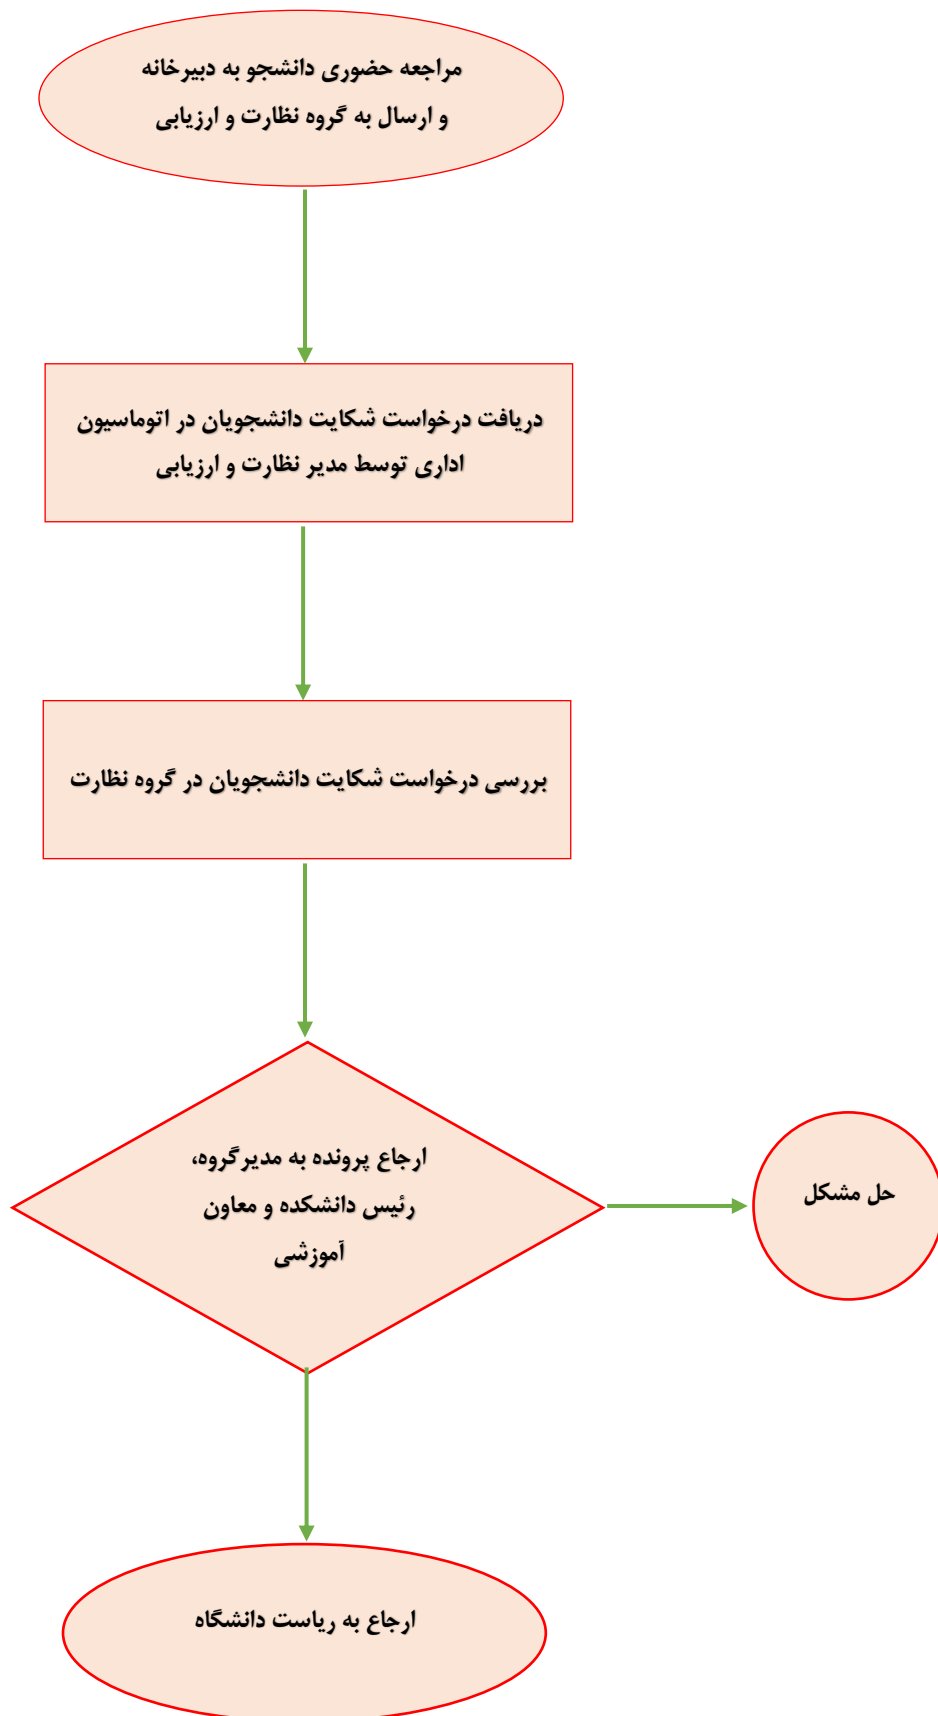 مراجعه حضوری دانشجو به دبیرخانه
و ارسال به گروه نظارت و ارزیابی
دریافت درخواست شکایت دانشجویان در اتوماسیون
اداری توسط مدیر نظارت و ارزیابی
بررسی درخواست شکایت دانشجویان در گروه نظارت
ارجاع پرونده به مدیرگروه،
رئیس دانشکده و معاون
آموزشی
حل مشکل
ارجاع به ریاست دانشگاه